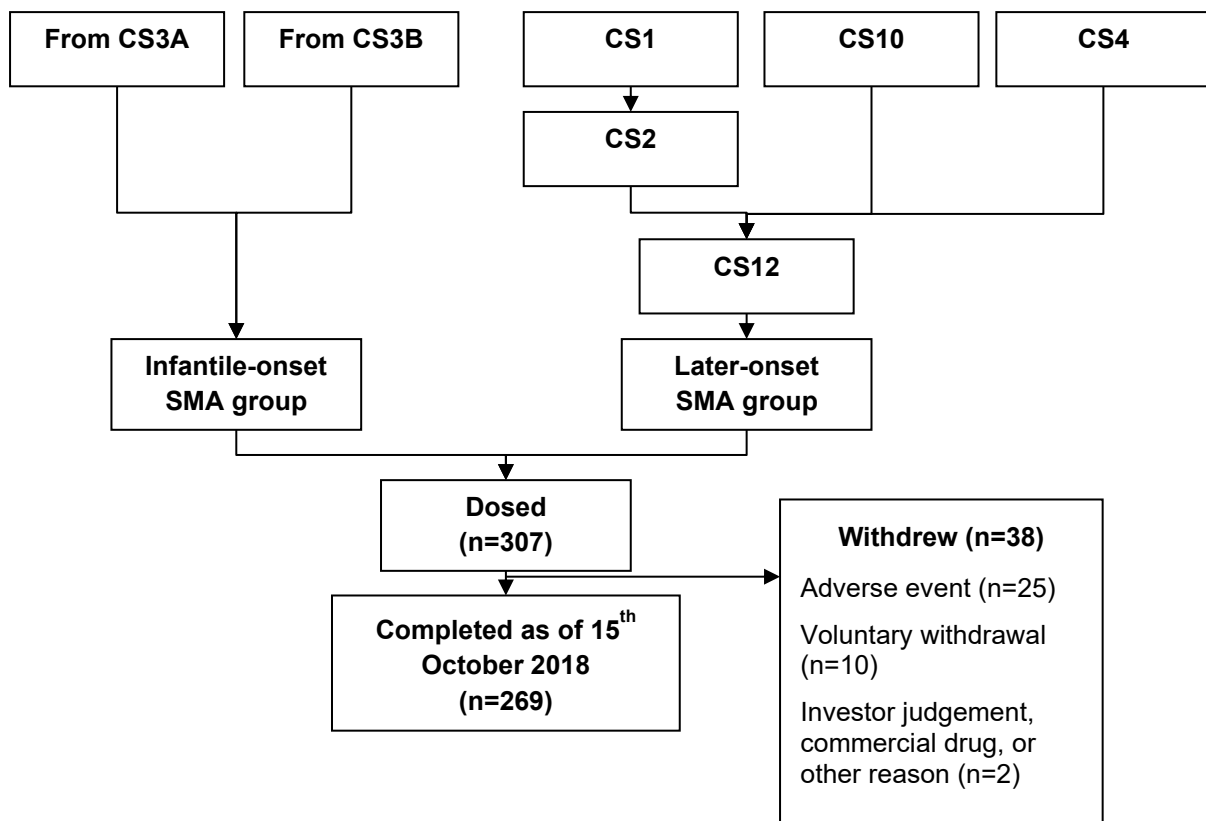 From CS3A
From CS3B
CS1
CS10
CS4
CS2
CS12
Infantile-onset
SMA group
Later-onset
SMA group
Dosed
(n=307)
Withdrew (n=38)
Adverse event (n=25)
Voluntary withdrawal
(n=10)
Investor judgement,
commercial drug, or
other reason (n=2)
Completed as of 15th
October 2018
(n=269)